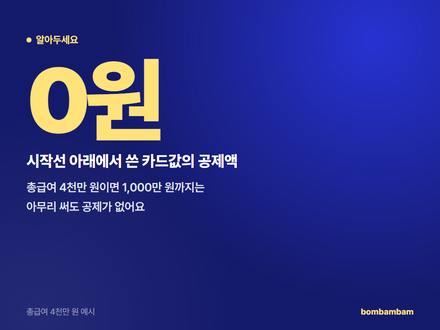 알아두세요
0원
시작선 아래에서 쓴 카드값의 공제액
총급여 4천만 원이면 1,000만 원까지는
아무리 써도 공제가 없어요
총급여 4천만 원 예시
bombambam